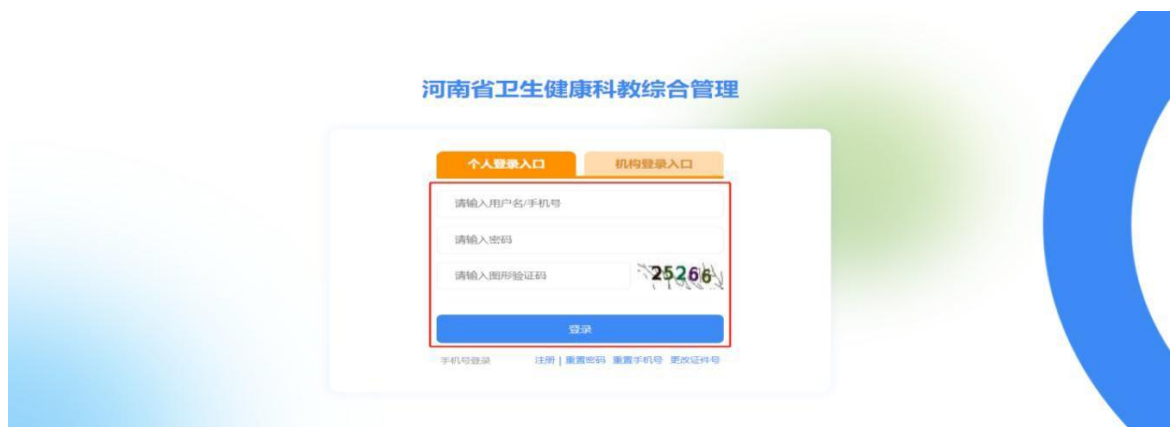 河南省卫生健康科教综合管理
个人登录入口 机构登录入口
请输入用户名/手机号
请输入密码
请输入图形验证码 25266
登录
手机号登录 注册 | 重置密码 重置手机号 更改证件号